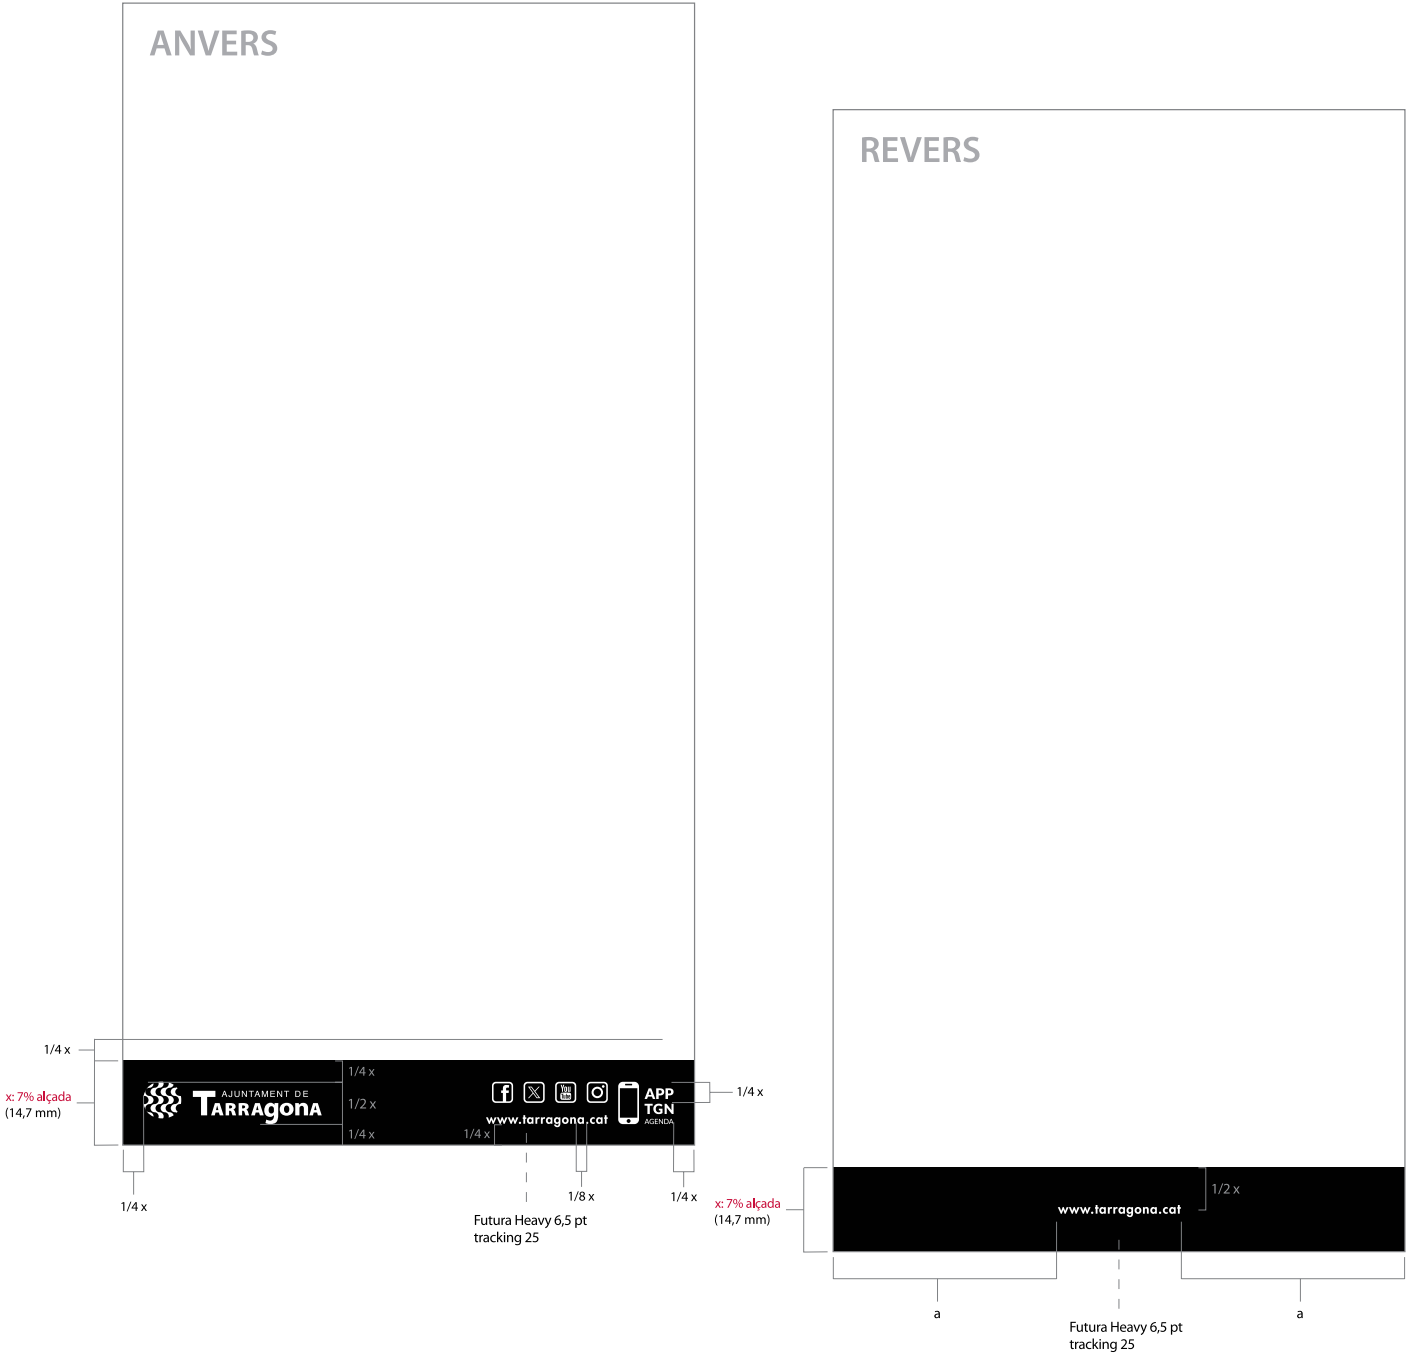 ANVERS
REVERS
1/4 x
x: 7% alçada
(14,7 mm)
1/4 x
1/2 x
1/4 x
AJUNTAMENT DE
TARRAGONA
You
Tube
www.tarragona.cat
APP
TGN
AGENDA
1/4 x
1/4 x
1/4 x
1/8 x
1/4 x
Futura Heavy 6,5 pt
tracking 25
x: 7% alçada
(14,7 mm)
1/2 x
www.tarragona.cat
a
a
Futura Heavy 6,5 pt
tracking 25